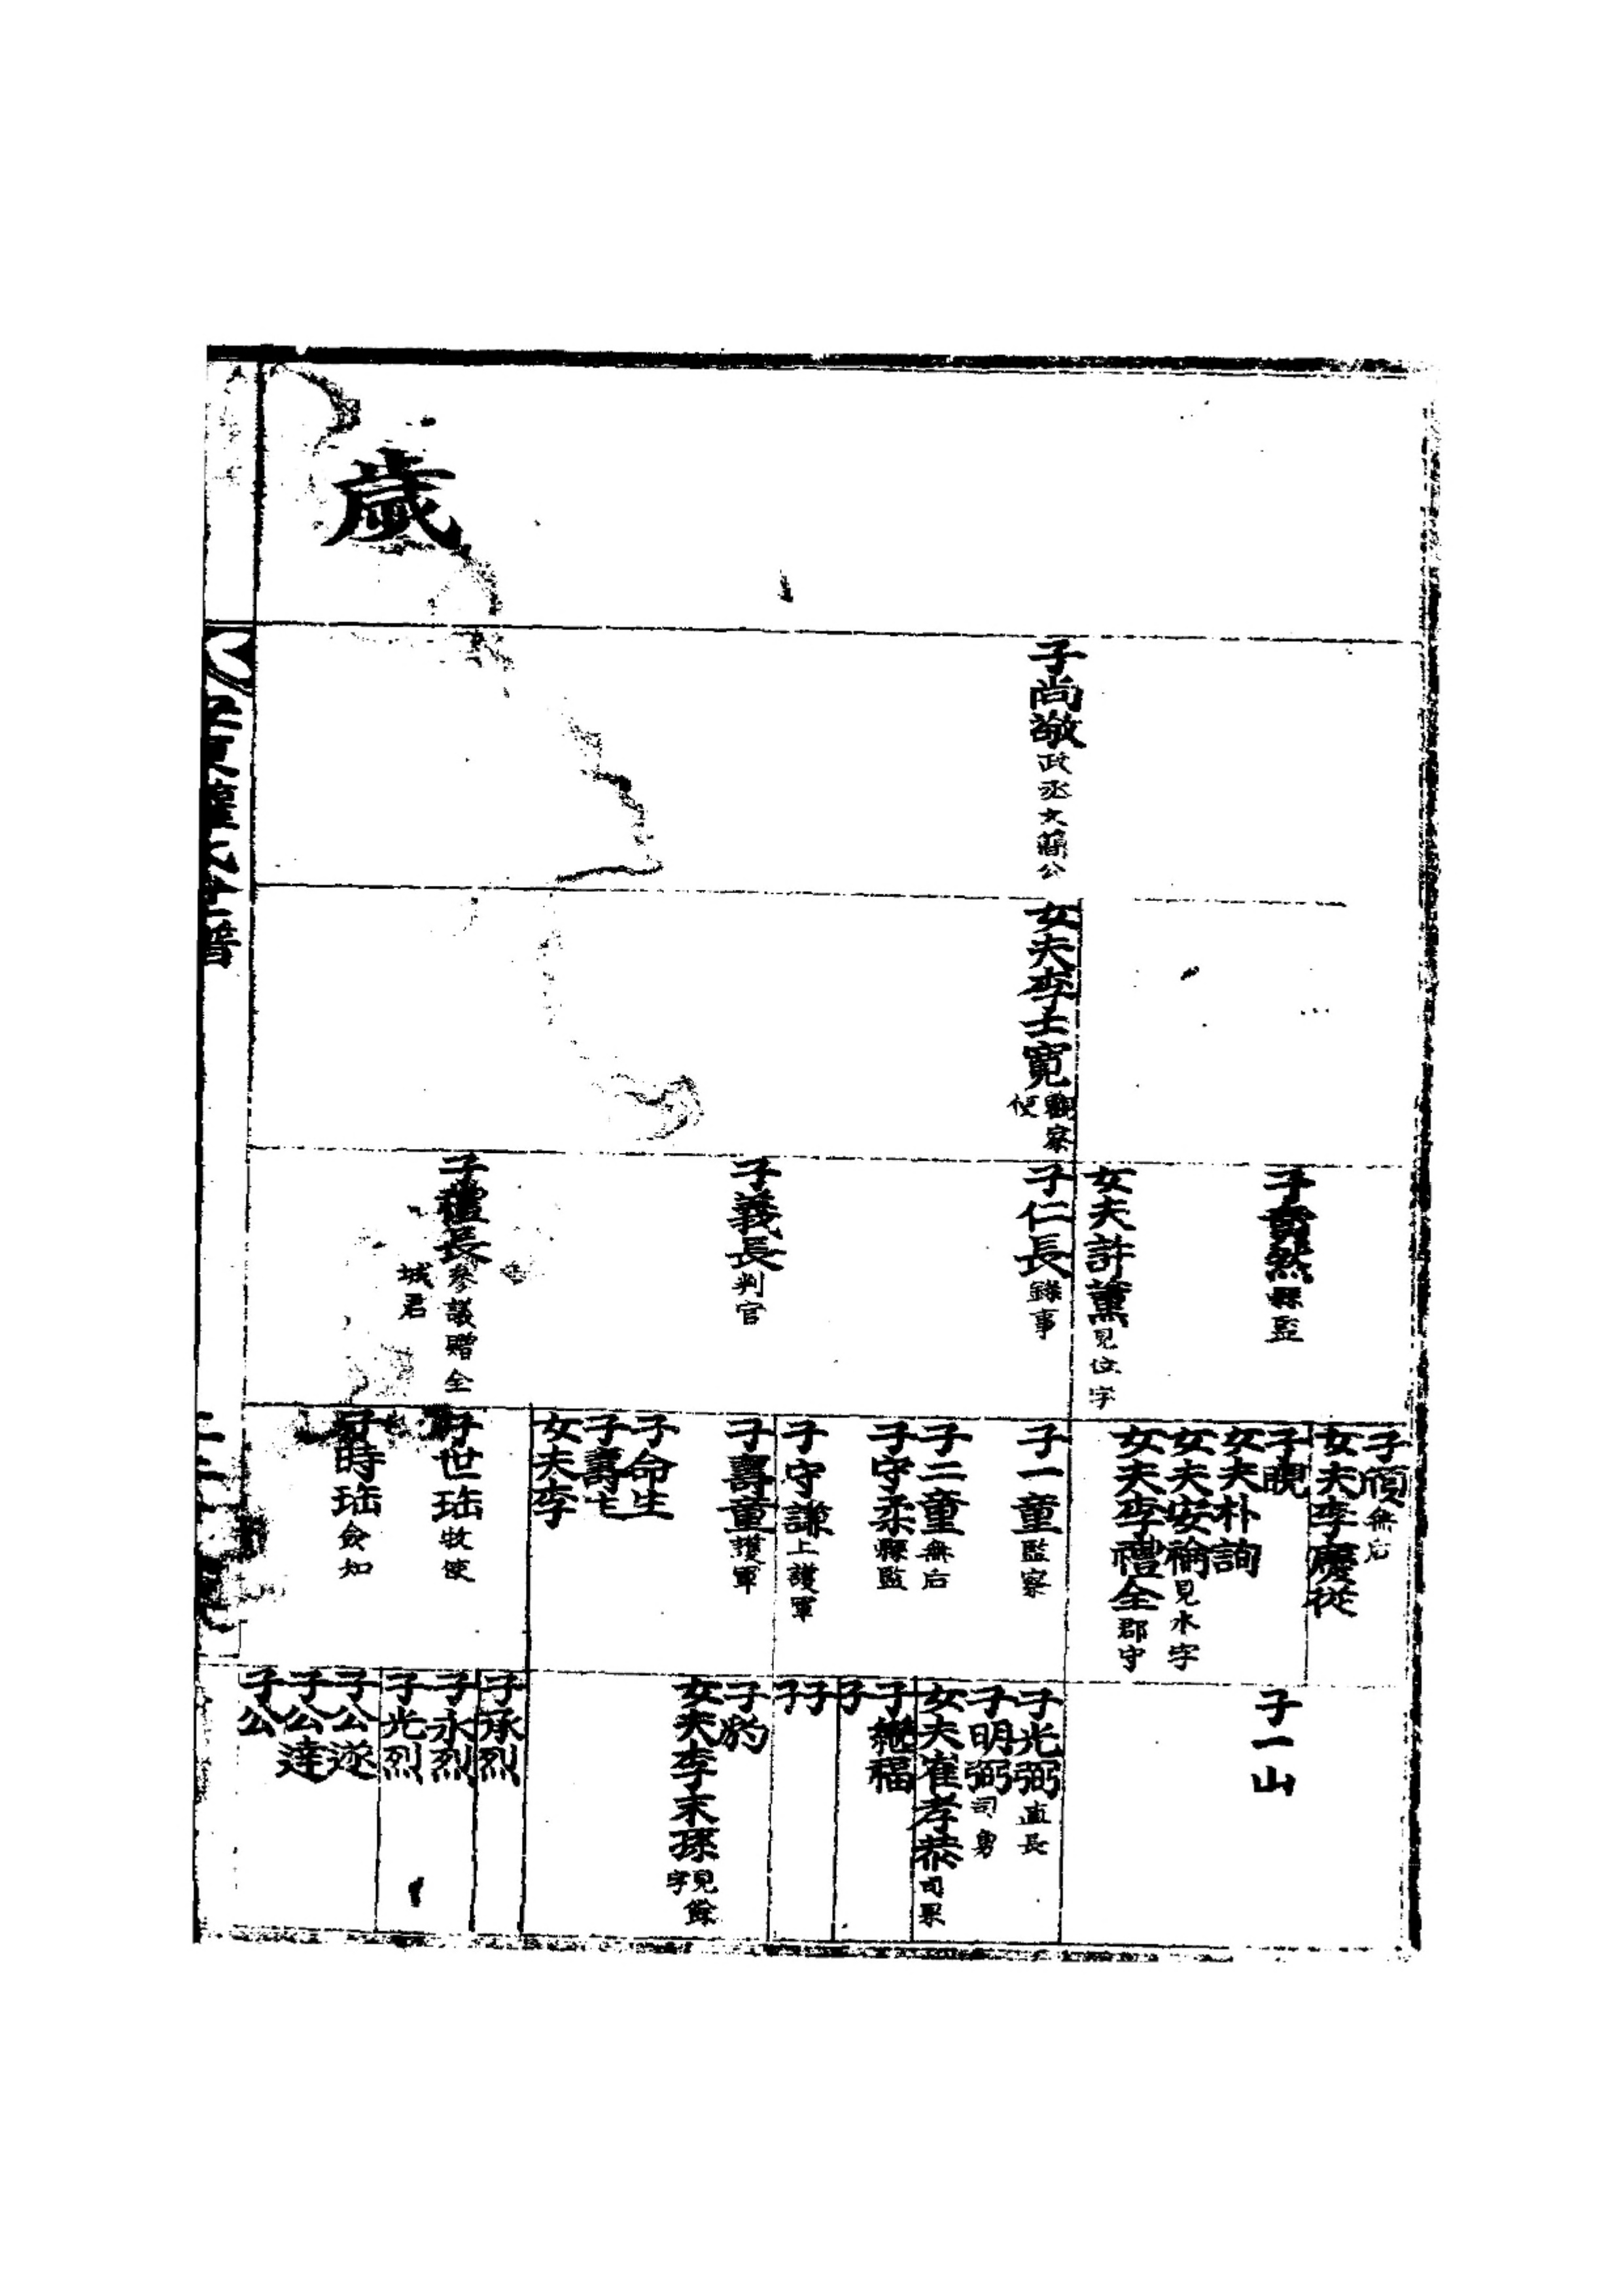 歲
子尚敬政丞文簡公
女夫李士寬觀察使
子貴然縣監
女夫許薰見位字
子仁長錄事
子義長判官
子禮長參議贈全城君
子頎無后
女夫李慶從
子覩
女夫朴詢
女夫安褕見水字
女夫李禮全郡守
子一童監察
子二童無后
子守柔縣監
子守謙上護軍
子壽童護軍
子命生
子壽七
女夫李
子世珤牧使
子時珤僉知
子一山
子光弼直長
子明弼司勇
女夫崔孝恭司果
子繼福
子
子
子
子豹
女夫李末孫見餘字
子承烈
子永烈
子光烈
子公遂
子公達
子公